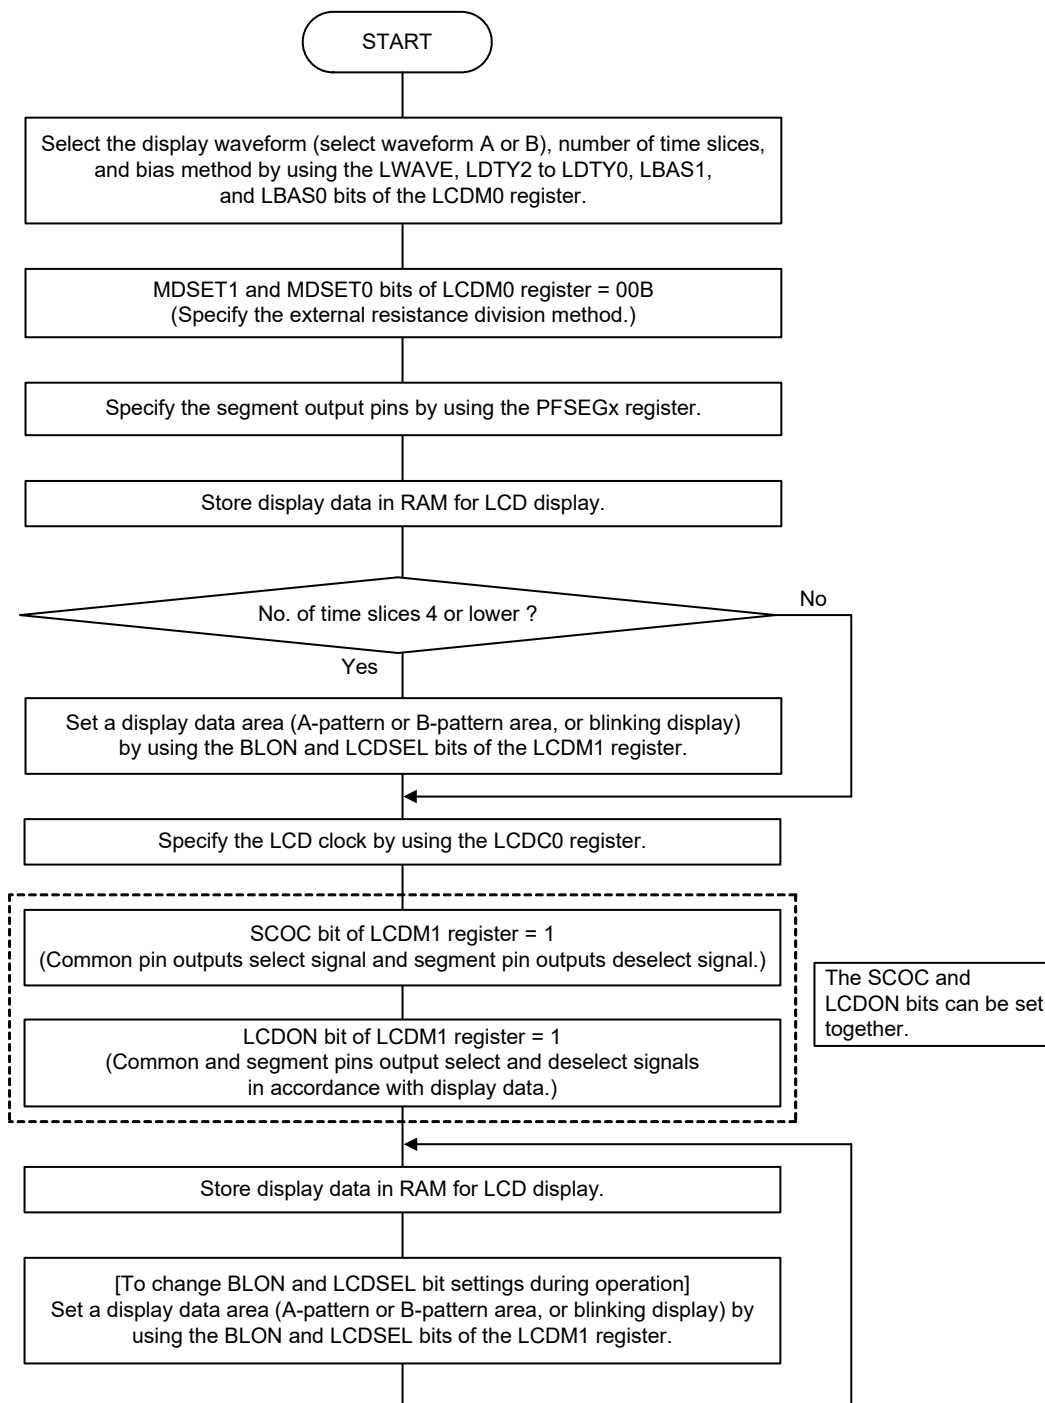 START
Select the display waveform (select waveform A or B), number of time slices,
and bias method by using the LWAVE, LDTY2 to LDTY0, LBAS1,
and LBAS0 bits of the LCDM0 register.
MDSET1 and MDSET0 bits of LCDM0 register = 00B
(Specify the external resistance division method.)
Specify the segment output pins by using the PFSEGx register.
Store display data in RAM for LCD display.
No. of time slices 4 or lower ?
No
Yes
Set a display data area (A-pattern or B-pattern area, or blinking display)
by using the BLON and LCDSEL bits of the LCDM1 register.
Specify the LCD clock by using the LCDC0 register.
SCOC bit of LCDM1 register = 1
(Common pin outputs select signal and segment pin outputs deselect signal.)
The SCOC and
LCDON bits can be set
together.
LCDON bit of LCDM1 register = 1
(Common and segment pins output select and deselect signals
in accordance with display data.)
Store display data in RAM for LCD display.
[To change BLON and LCDSEL bit settings during operation]
Set a display data area (A-pattern or B-pattern area, or blinking display) by
using the BLON and LCDSEL bits of the LCDM1 register.